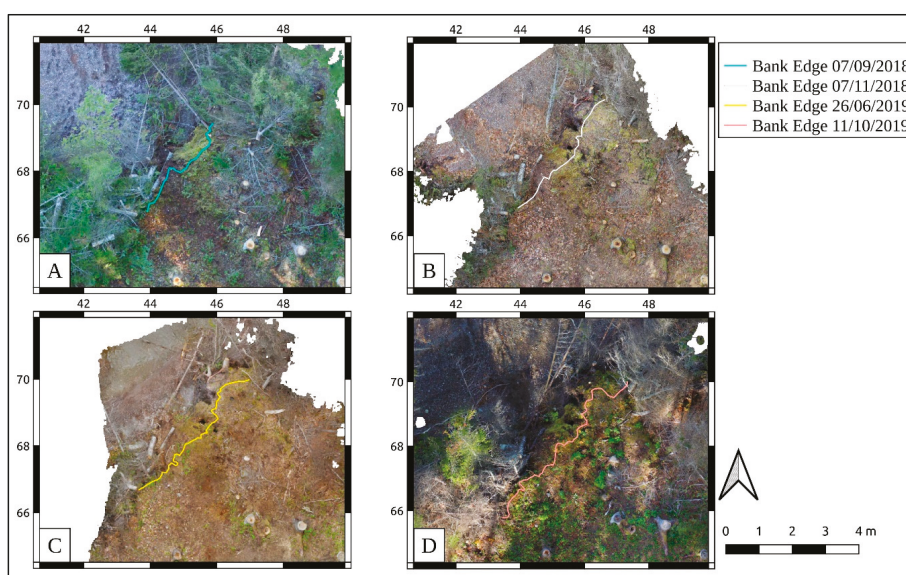 42 44 46 48
42 44 46 48
Bank Edge 07/09/2018
Bank Edge 07/11/2018
Bank Edge 26/06/2019
Bank Edge 11/10/2019
70
68
66
A
70
68
66
B
42 44 46 48
42 44 46 48
70
68
66
C
70
68
66
D
0 1 2 3 4 m